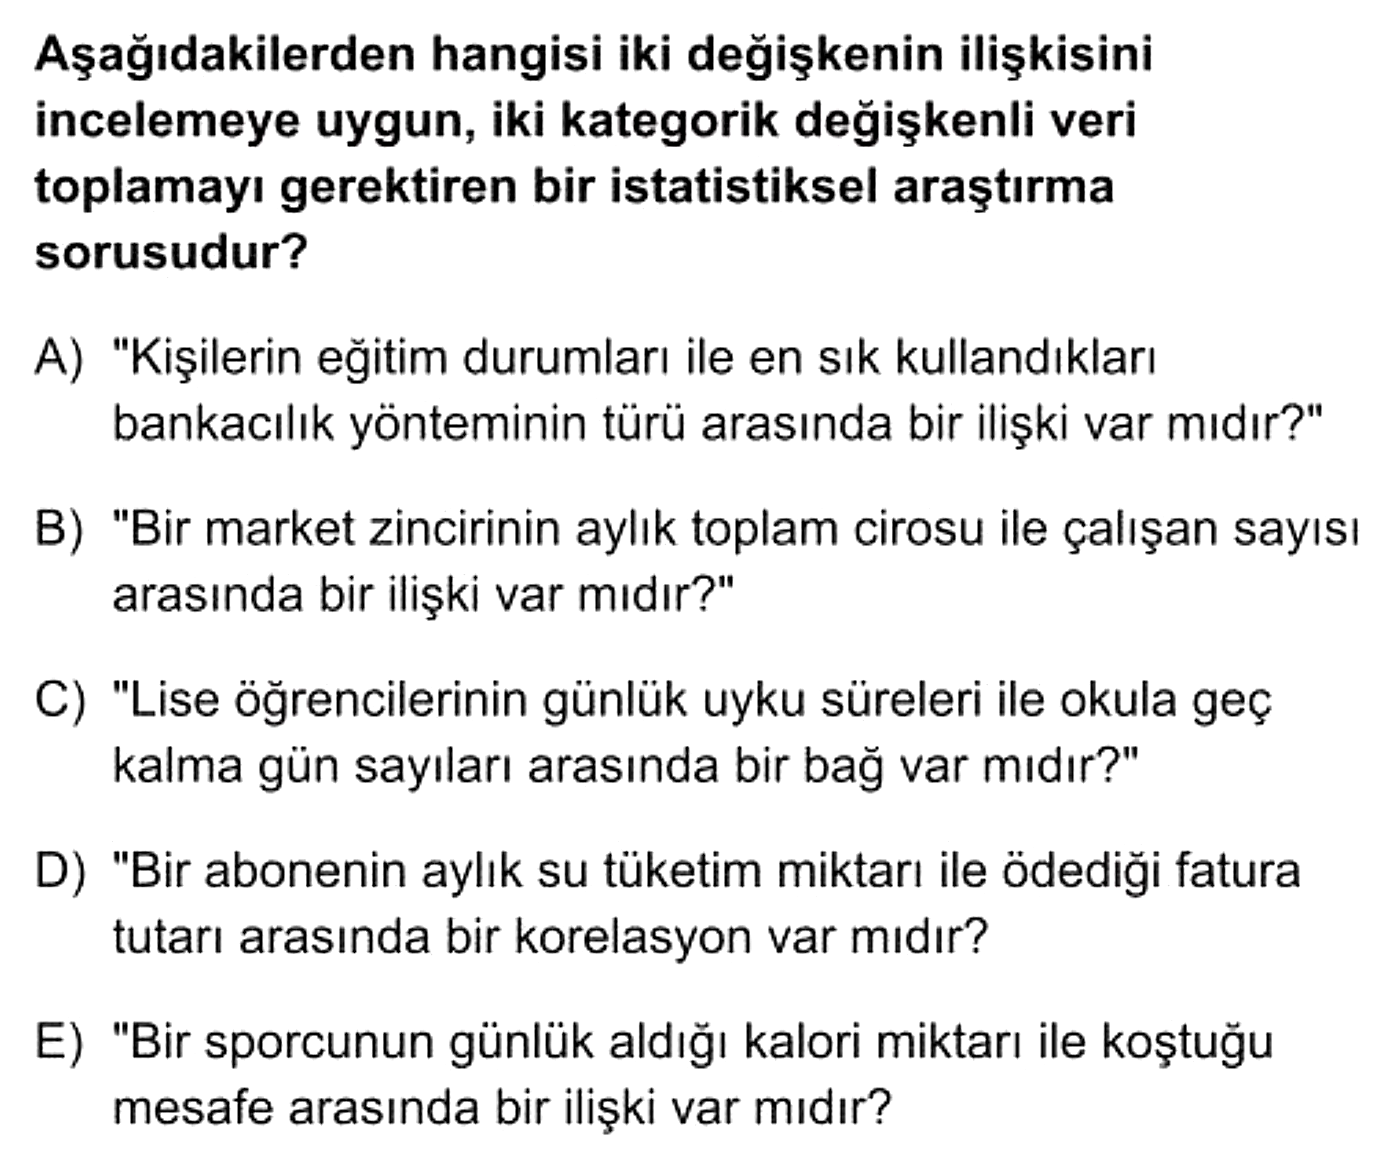 Aşağıdakilerden hangisi iki değişkenin ilişkisini
incelemeye uygun, iki kategorik değişkenli veri
toplamayı gerektiren bir istatistiksel araştırma
sorusudur?
A) "Kişilerin eğitim durumları ile en sık kullandıkları
bankacılık yönteminin türü arasında bir ilişki var mıdır?"
B) "Bir market zincirinin aylık toplam cirosu ile çalışan sayısı
arasında bir ilişki var mıdır?"
C) "Lise öğrencilerinin günlük uyku süreleri ile okula geç
kalma gün sayıları arasında bir bağ var mıdır?"
D) "Bir abonenin aylık su tüketim miktarı ile ödediği fatura
tutarı arasında bir korelasyon var mıdır?
E) "Bir sporcunun günlük aldığı kalori miktarı ile koştuğu
mesafe arasında bir ilişki var mıdır?